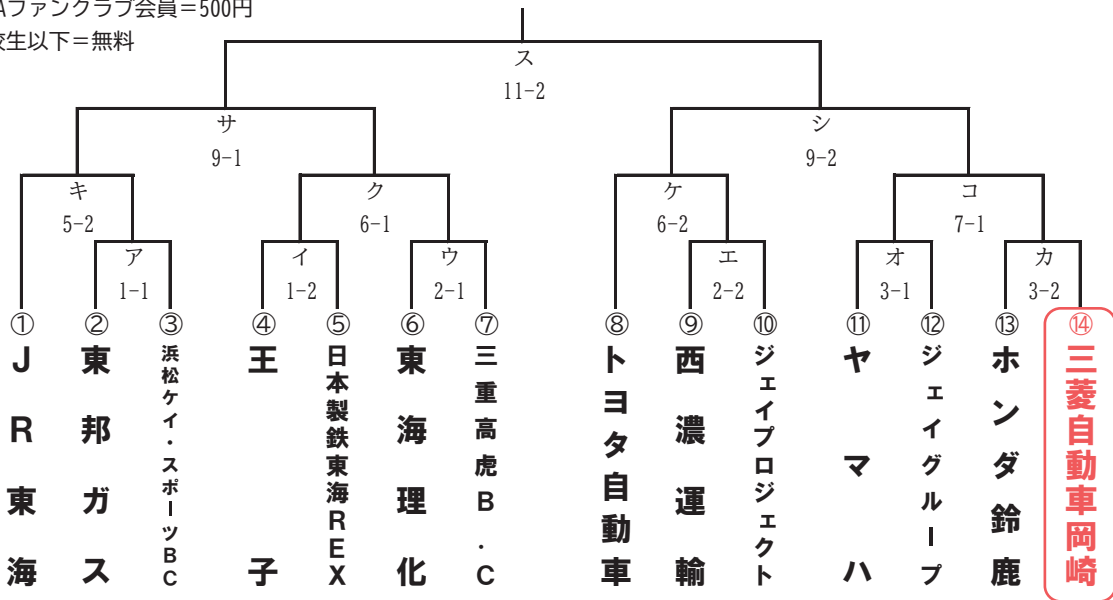 Aファンクラブ会員=500円
校生以下=無料
ス
11-2
サ
9-1
シ
9-2
キ
5-2
ク
6-1
ケ
6-2
コ
7-1
ア
1-1
イ
1-2
ウ
2-1
エ
2-2
オ
3-1
カ
3-2
①
JR東海
②
東邦ガス
③
浜松ケイ・スポーツBC
④
王子
⑤
日本製鉄東海REX
⑥
東海理化
⑦
三重高虎B.C
⑧
トヨタ自動車
⑨
西濃運輸
⑩
ジェイプロジェクト
⑪
ヤマハ
⑫
ジェイグループ
⑬
ホンダ鈴鹿
⑭
三菱自動車岡崎